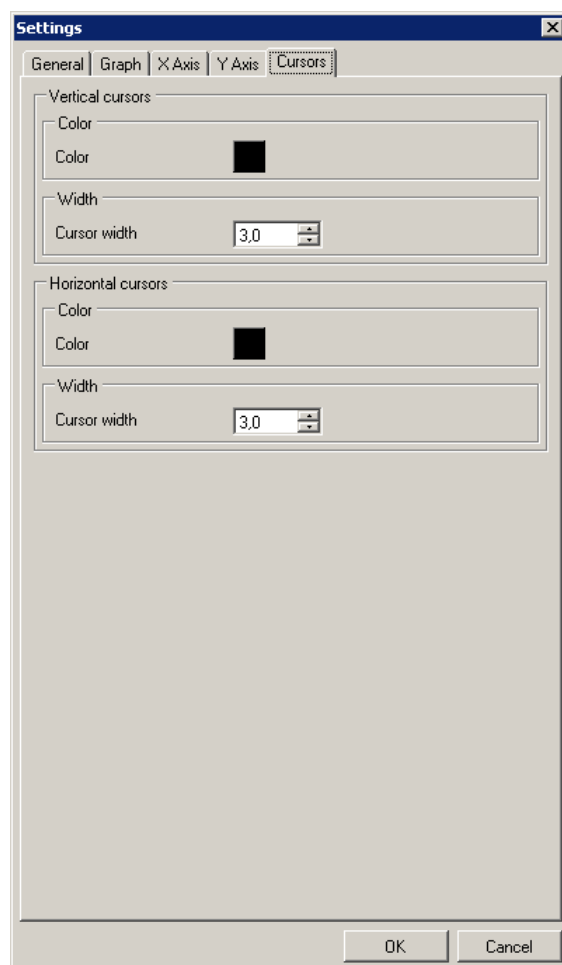 Settings
General Graph X Axis Y Axis Cursors
Vertical cursors
Color
Color
Width
Cursor width 3,0
Horizontal cursors
Color
Color
Width
Cursor width 3,0
OK Cancel